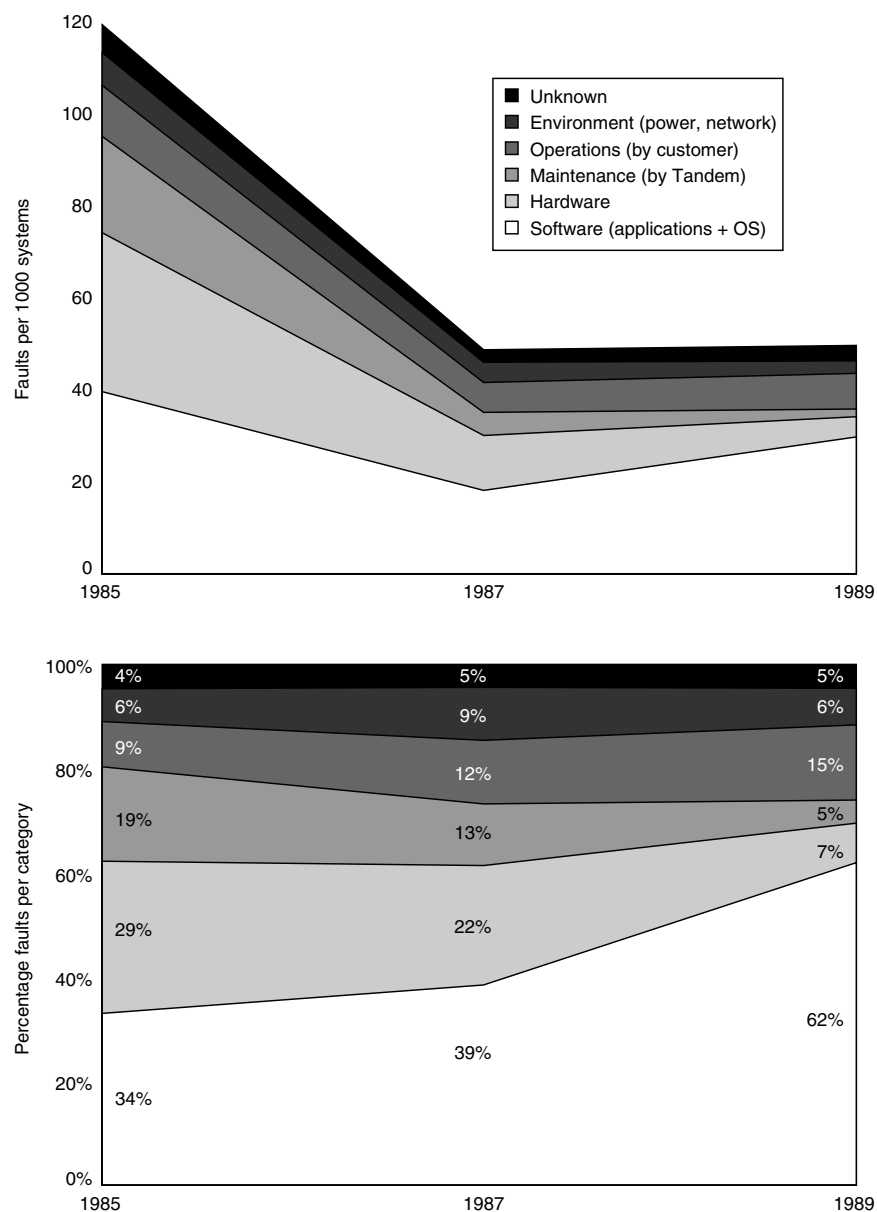 120
100
80
60
40
20
0
Faults per 1000 systems
Unknown
Environment (power, network)
Operations (by customer)
Maintenance (by Tandem)
Hardware
Software (applications + OS)
1985 1987 1989
100%
80%
60%
40%
20%
0%
Percentage faults per category
4% 5% 5%
6% 9% 6%
9% 12% 15%
19% 13% 5%
29% 22% 7%
34% 39% 62%
1985 1987 1989